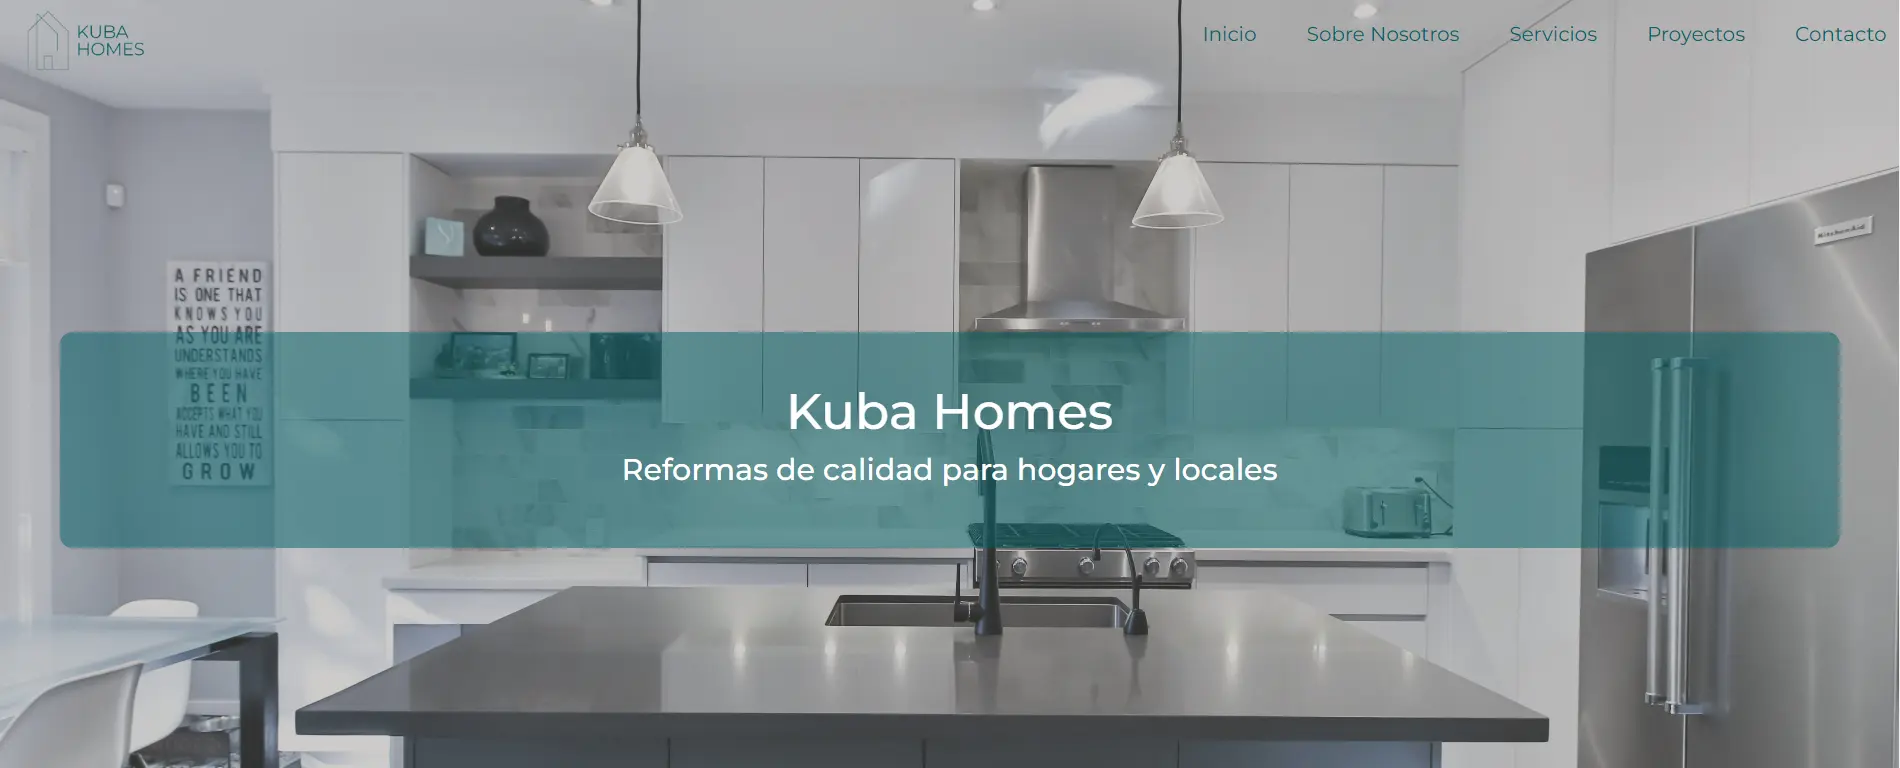 KUBA
HOMES
Inicio
Sobre Nosotros
Servicios
Proyectos
Contacto
KitchenAid
A FRIEND
IS ONE THAT
KNOWS YOU
AS YOU ARE
UNDERSTANDS
WHERE YOU HAVE
BEEN
ACCEPTS WHAT YOU
HAVE AND STILL
ALLOWS YOU TO
GROW
Kuba Homes
Reformas de calidad para hogares y locales